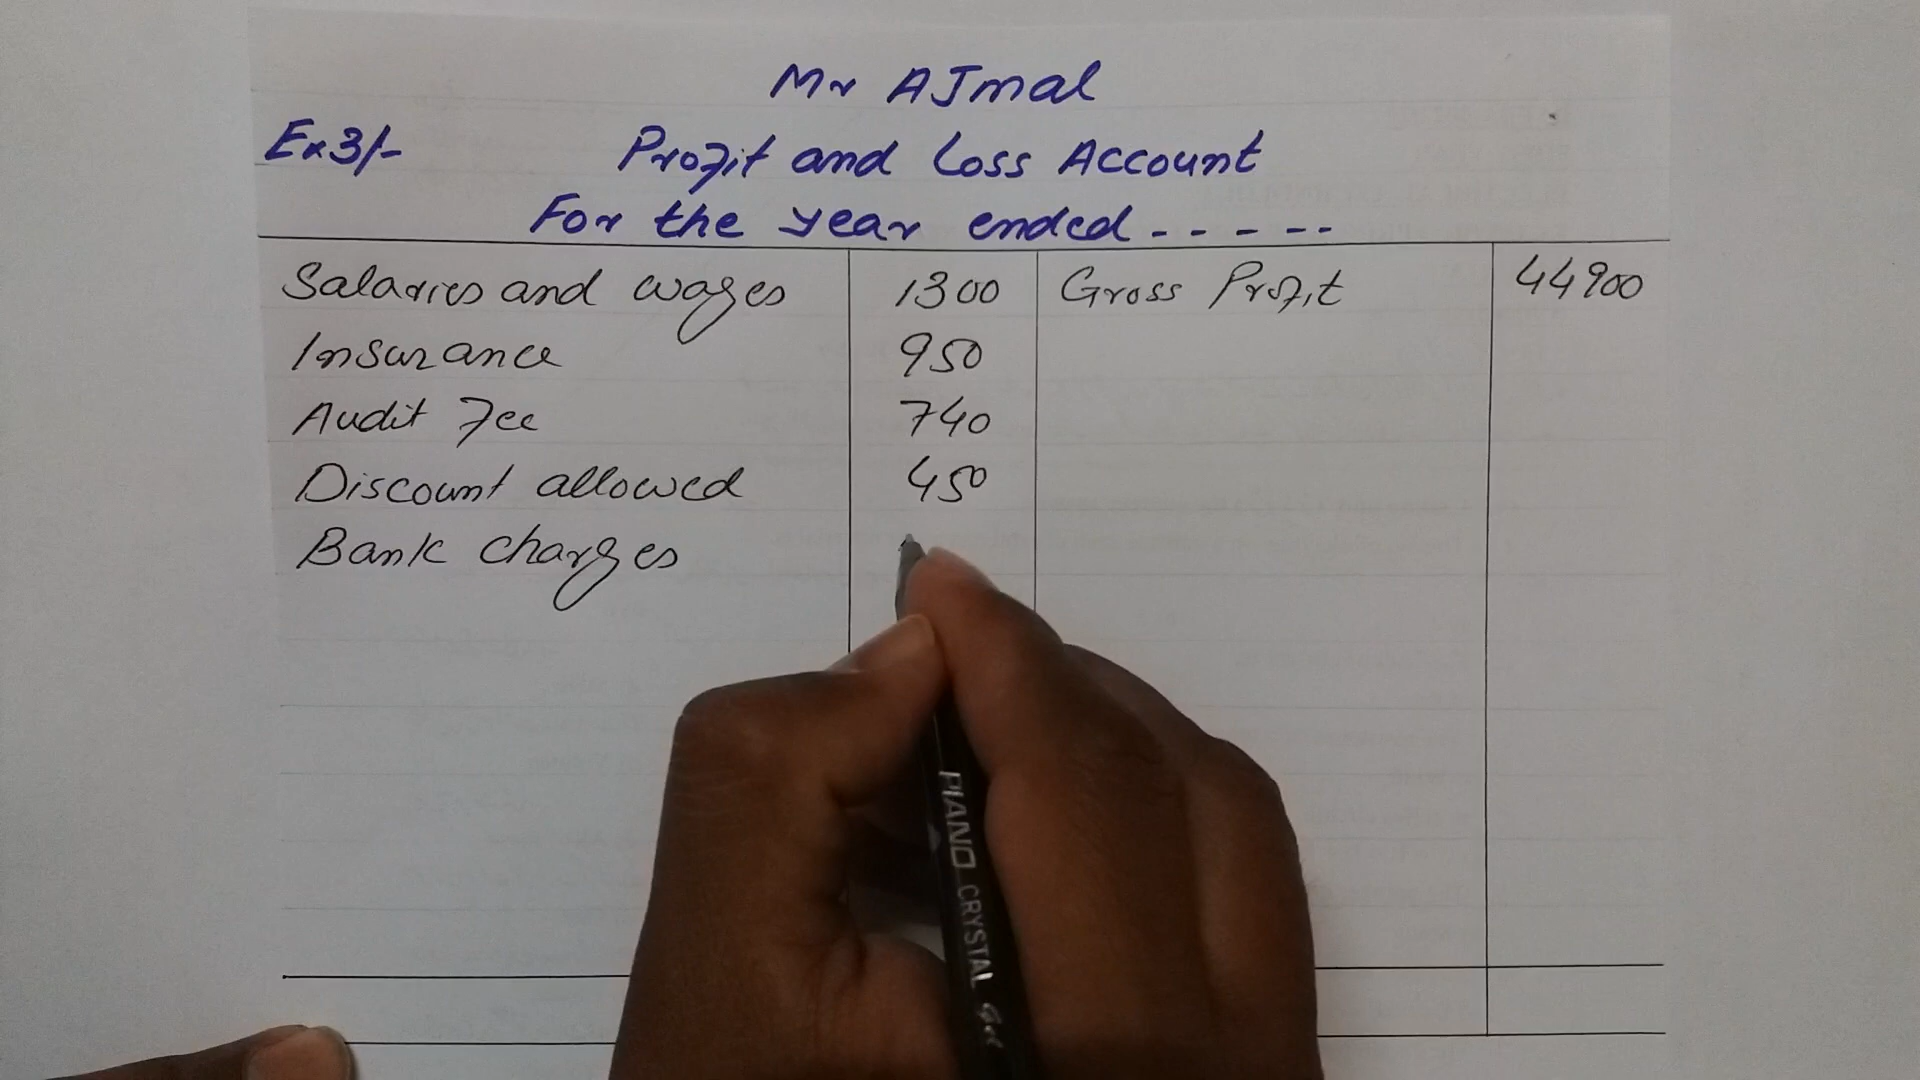 Mr AJmal
Ex3/-
Profit and Loss Account
For the year ended-----
Salaries and wages 1300 Gross Profit 44900
Insurance 950
Audit Fee 740
Discount allowed 450
Bank charges
PIANO CRYSTAL Gel